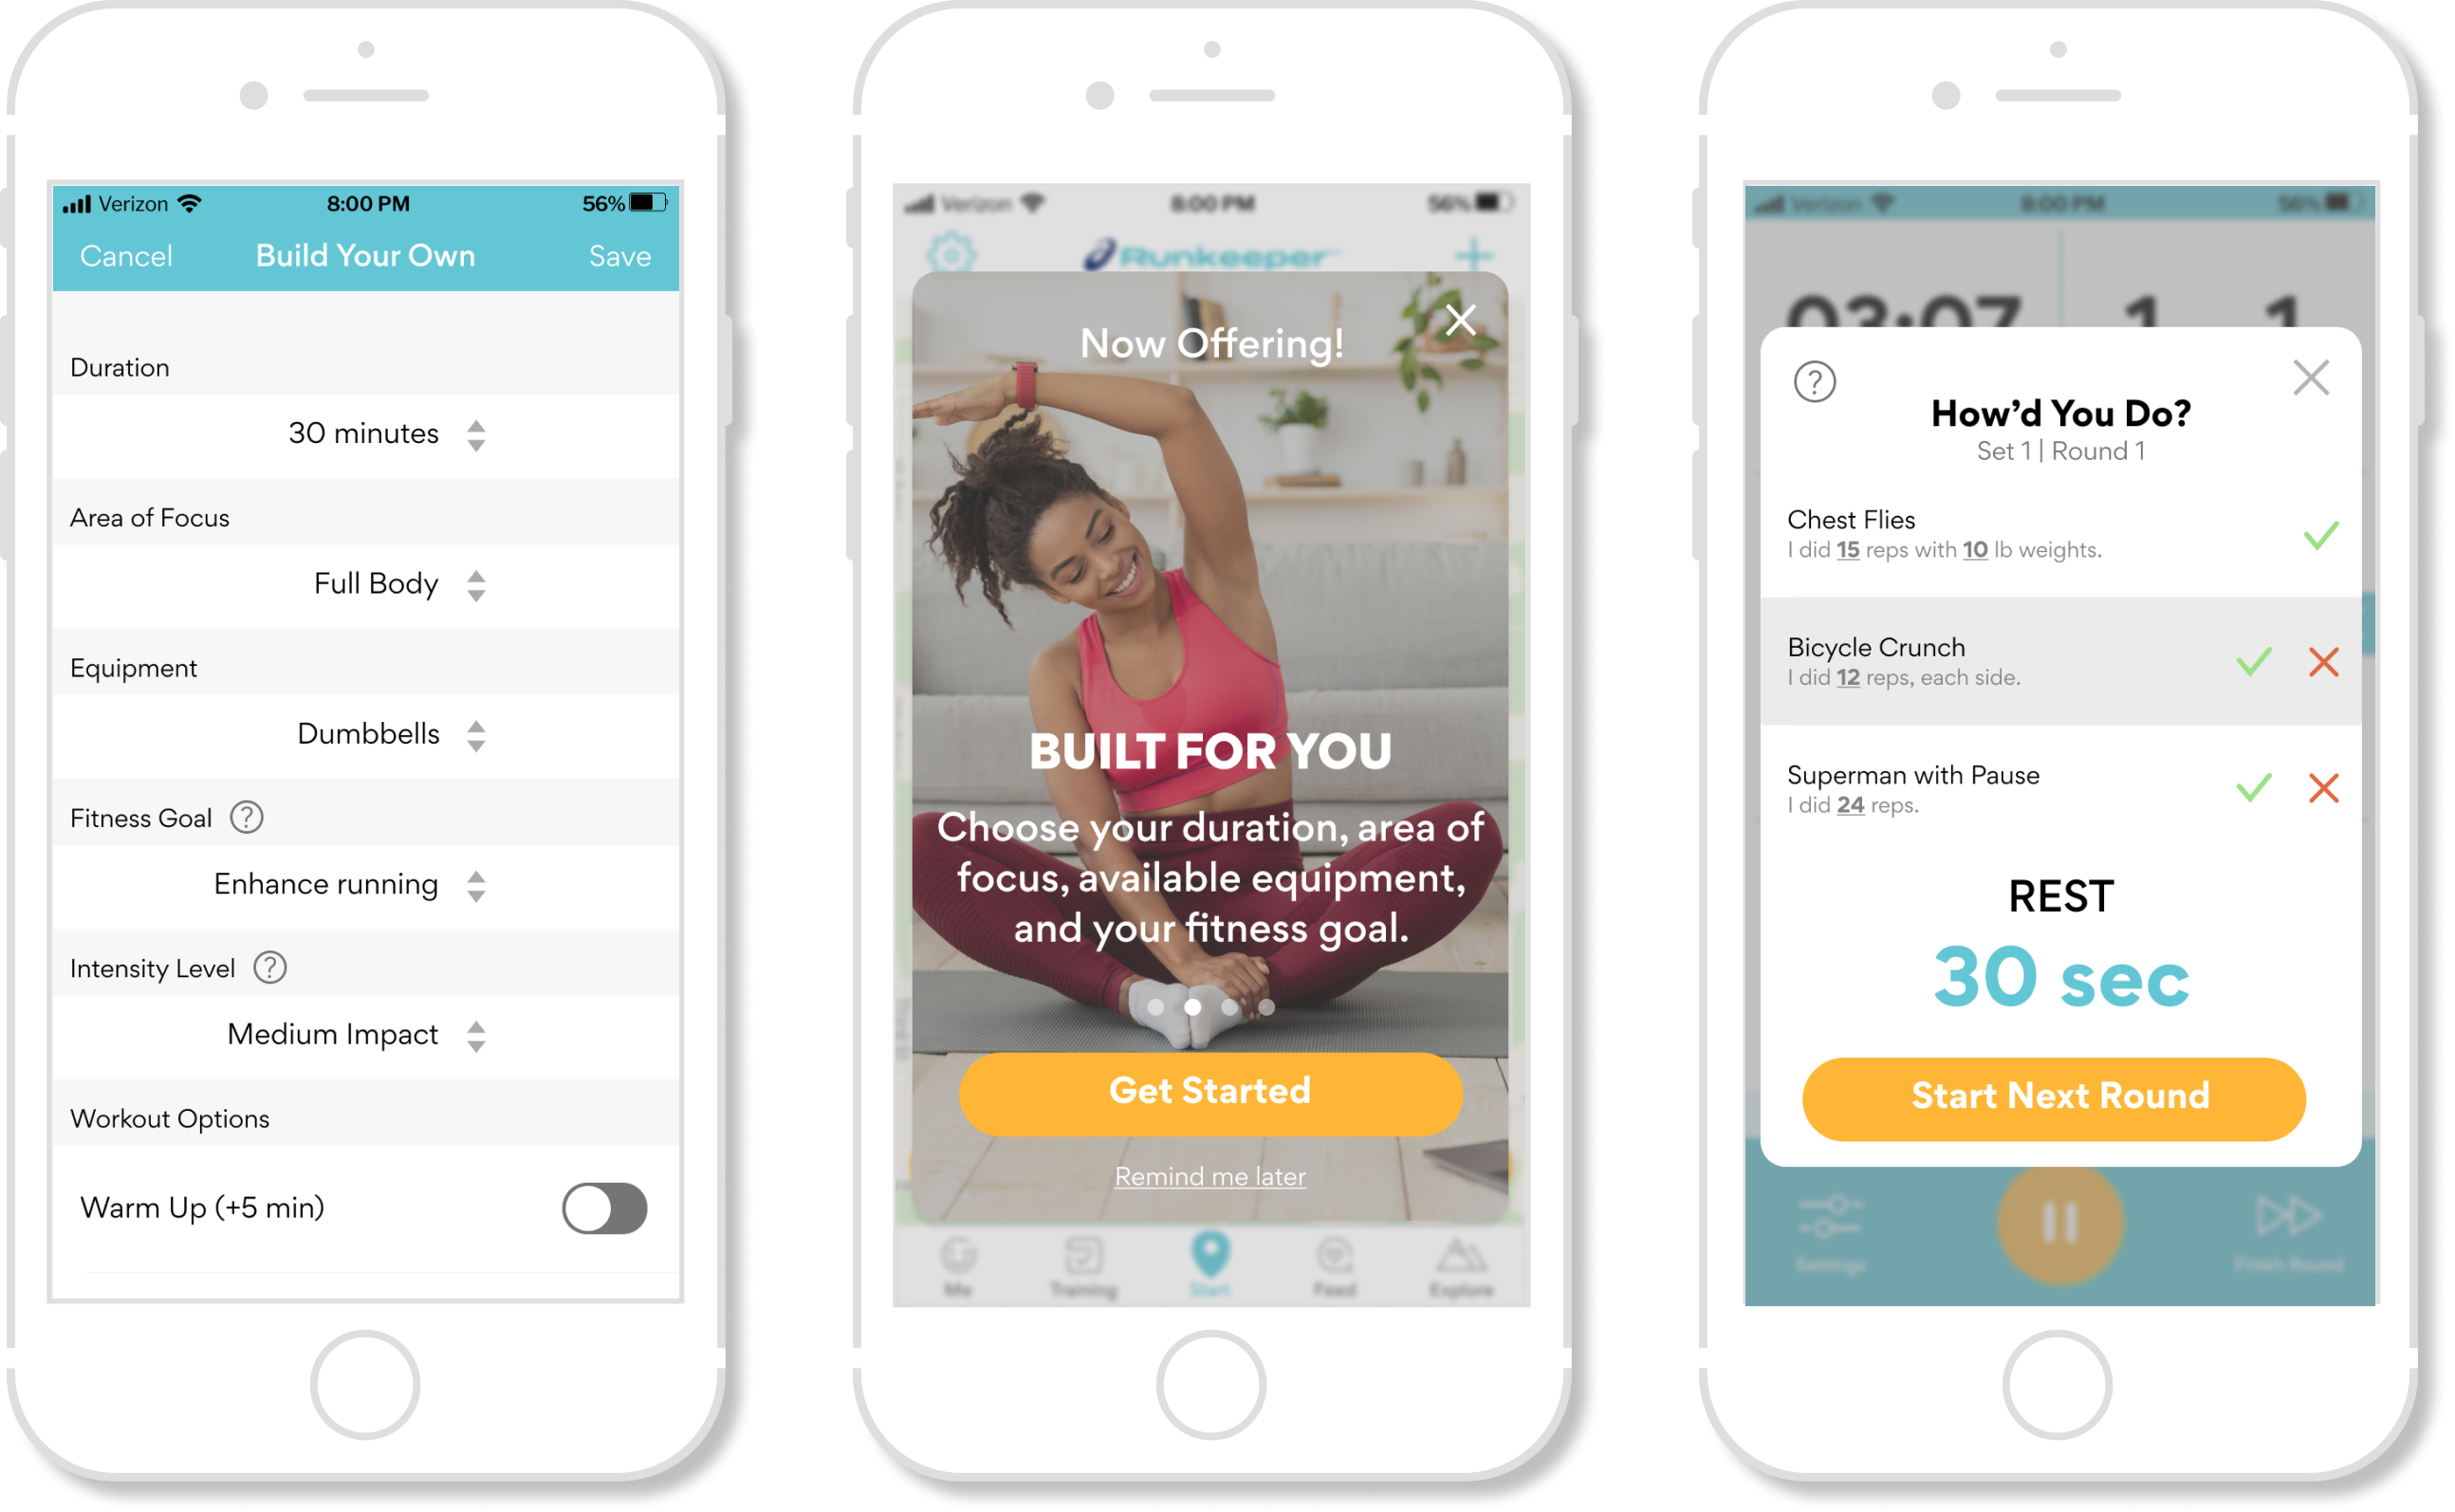 Verizon 8:00 PM 56%
Cancel Build Your Own Save
Duration
30 minutes
Area of Focus
Full Body
Equipment
Dumbbells
Fitness Goal ?
Enhance running
Intensity Level ?
Medium Impact
Workout Options
Warm Up (+5 min)
Verizon 8:00 PM 56%
Runkeeper
Now Offering!
BUILT FOR YOU
Choose your duration, area of
focus, available equipment,
and your fitness goal.
Get Started
Remind me later
Me Training Start Feed Explore
Verizon 8:00 PM 56%
03:07 1 1
?
How’d You Do?
Set 1 | Round 1
Chest Flies
I did 15 reps with 10 lb weights.
Bicycle Crunch
I did 12 reps, each side.
Superman with Pause
I did 24 reps.
REST
30 sec
Start Next Round
Settings Finish Round